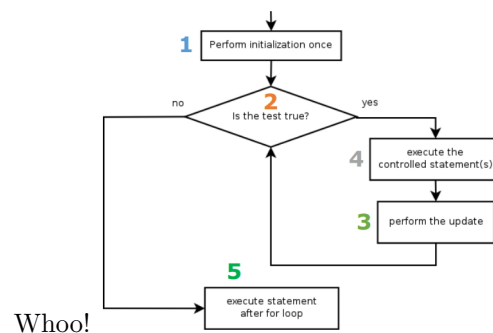 1
Perform initialization once
no
2
yes
Is the test true?
4
execute the
controlled statement(s)
3
perform the update
5
execute statement
after for loop
Whoo!